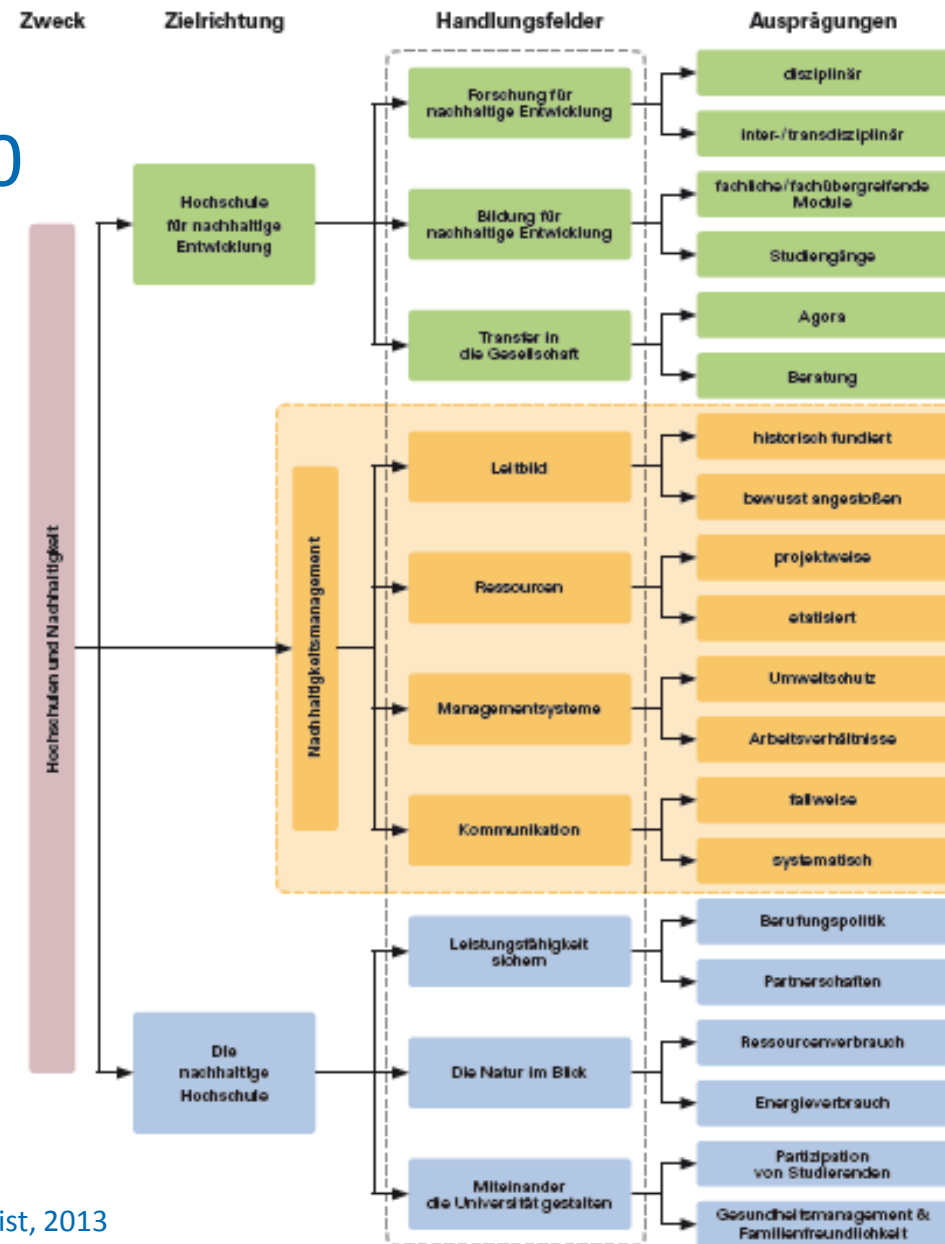 Zweck
Zielrichtung
Handlungsfelder
Ausprägungen
0
Hochschulen und Nachhaltigkeit
Hochschule
für nachhaltige
Entwicklung
Forschung für
nachhaltige Entwicklung
disziplinär
inter-/transdisziplinär
Bildung für
nachhaltige Entwicklung
fachliche/fachübergreifende
Module
Studiengänge
Transfer in
die Gesellschaft
Agora
Beratung
Nachhaltigkeitsmanagement
Leitbild
historisch fundiert
bewusst angestoßen
Ressourcen
projektweise
etatisiert
Managementsysteme
Umweltschutz
Arbeitsverhältnisse
Kommunikation
fallweise
systematisch
Die
nachhaltige
Hochschule
Leistungsfähigkeit
sichern
Berufungspolitik
Partnerschaften
Die Natur im Blick
Ressourcenverbrauch
Energieverbrauch
Miteinander
die Universität gestalten
Partizipation
von Studierenden
Gesundheitsmanagement &
Familienfreundlichkeit
ist, 2013